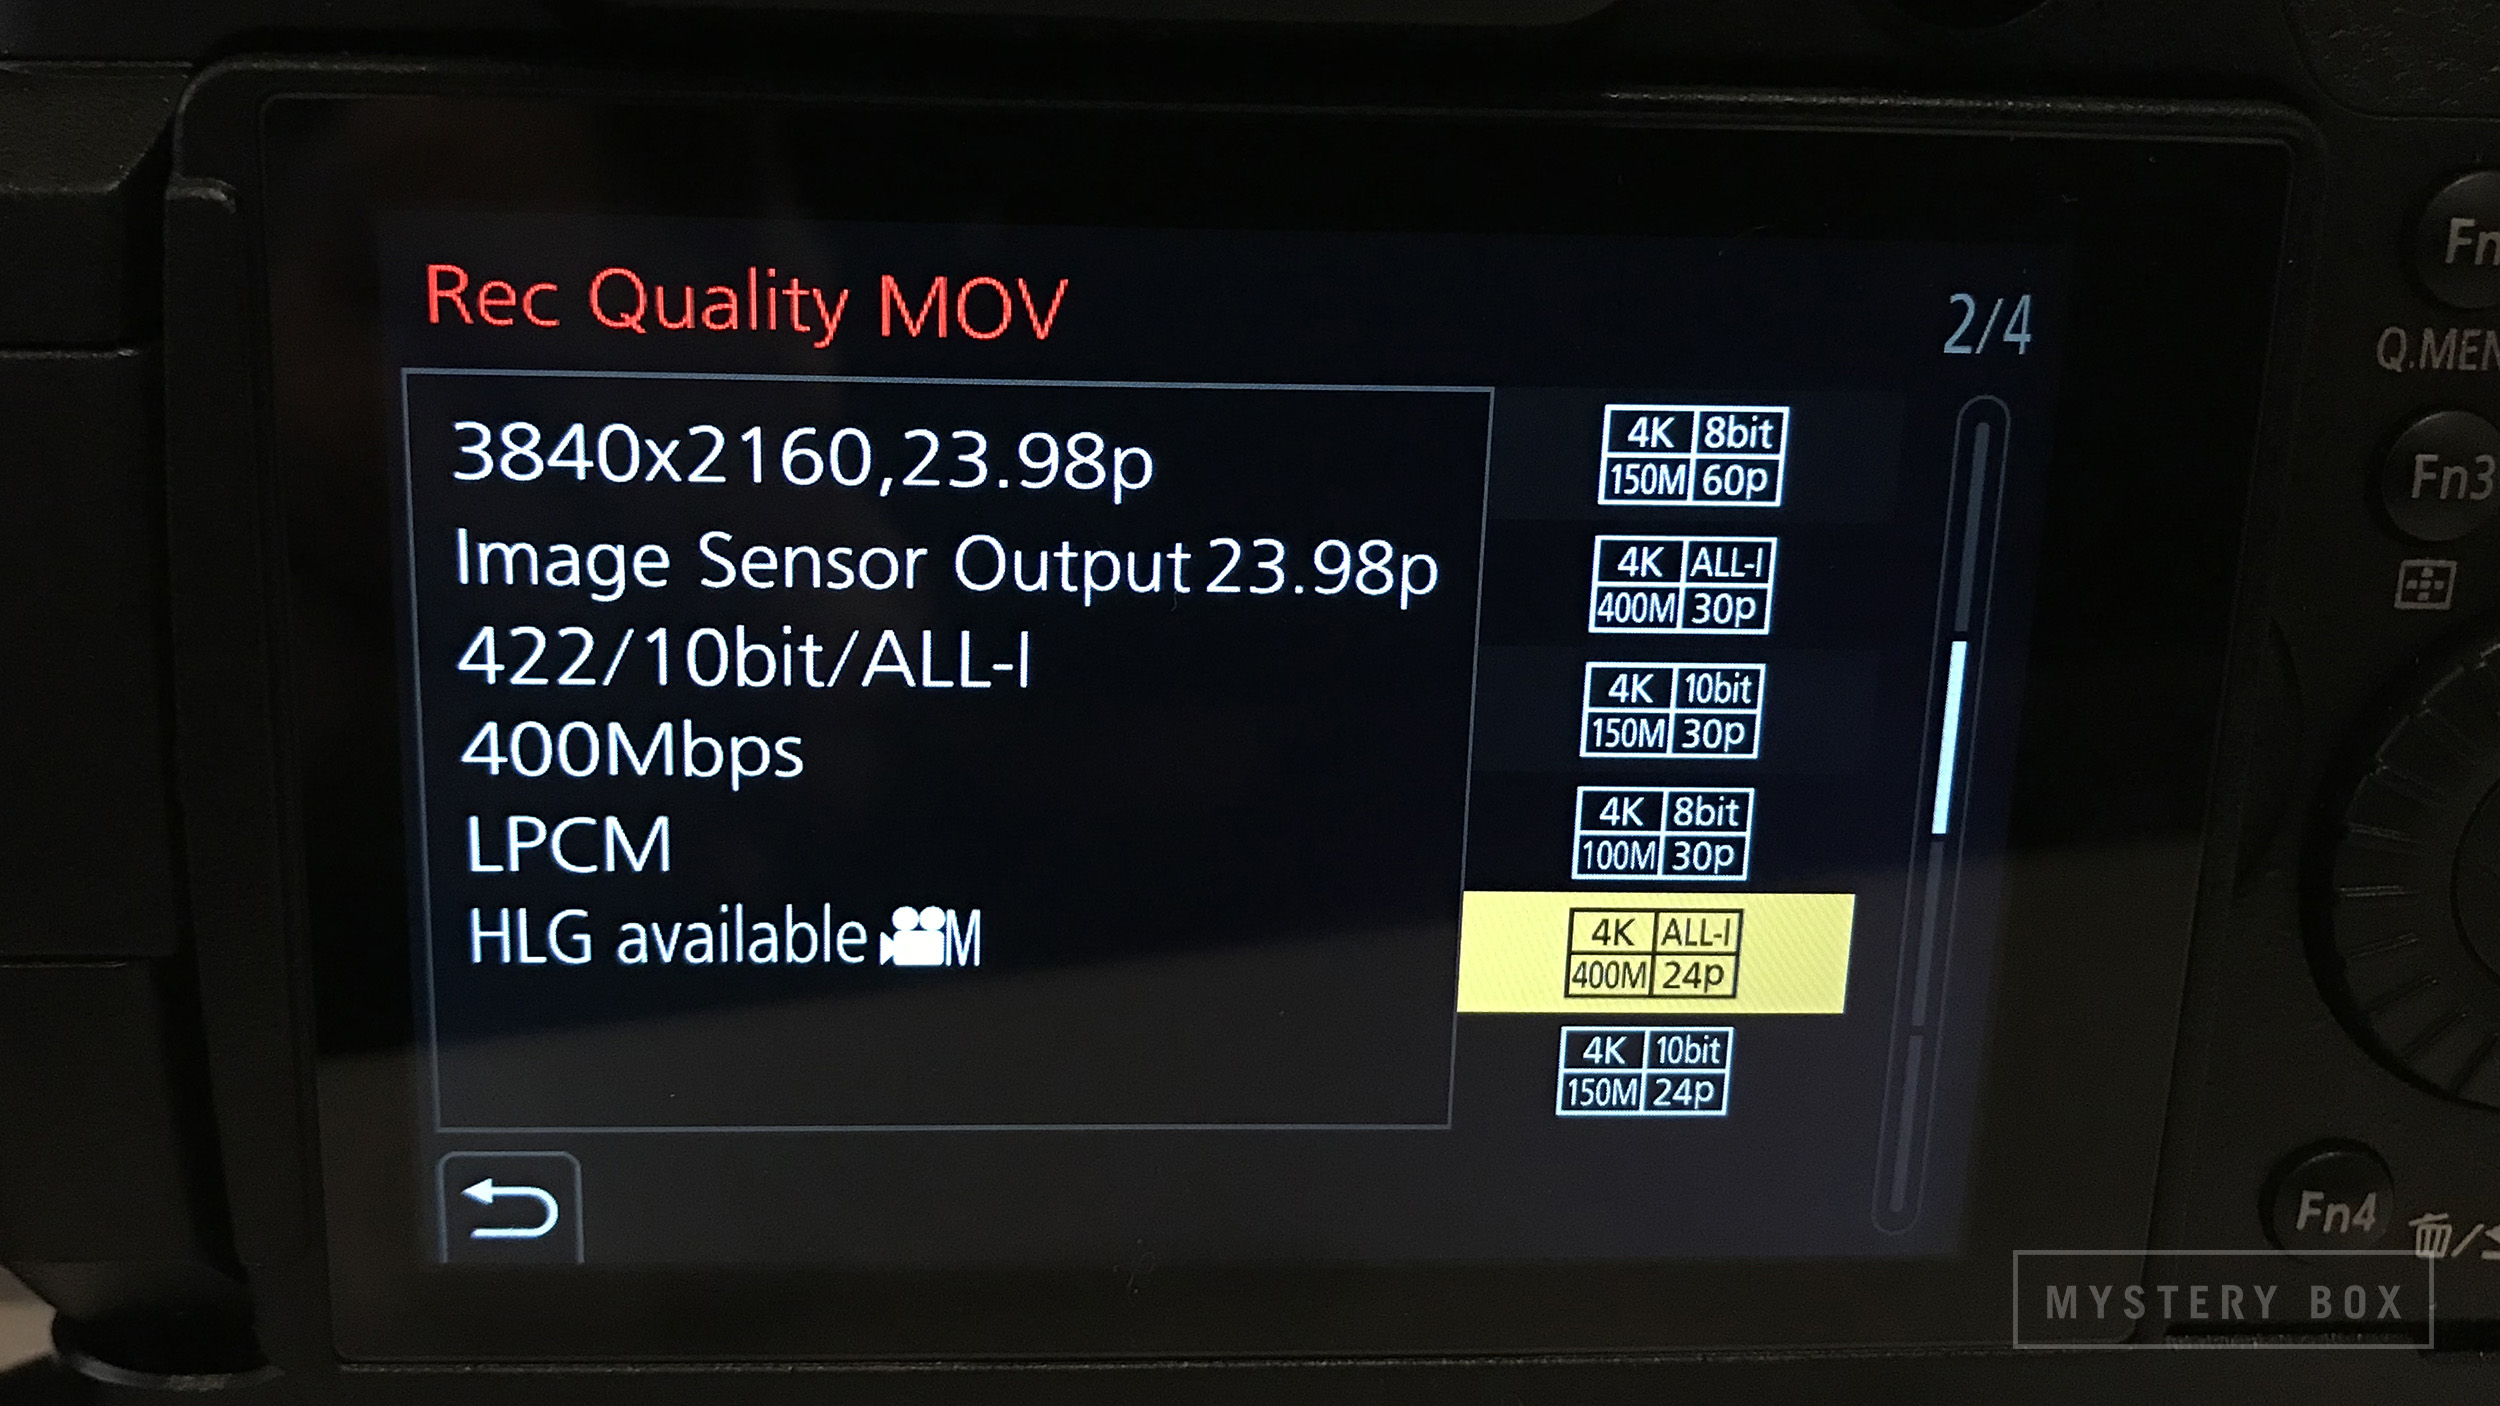 Rec Quality MOV
2/4
3840x2160,23.98p
Image Sensor Output 23.98p
422/10bit/ALL-I
400Mbps
LPCM
HLG available M
4K 8bit
150M 60p
4K ALL-I
400M 30p
4K 10bit
150M 30p
4K 8bit
100M 30p
4K ALL-I
400M 24p
4K 10bit
150M 24p
Fn
Q.MEN
Fn3
Fn4
MYSTERY BOX